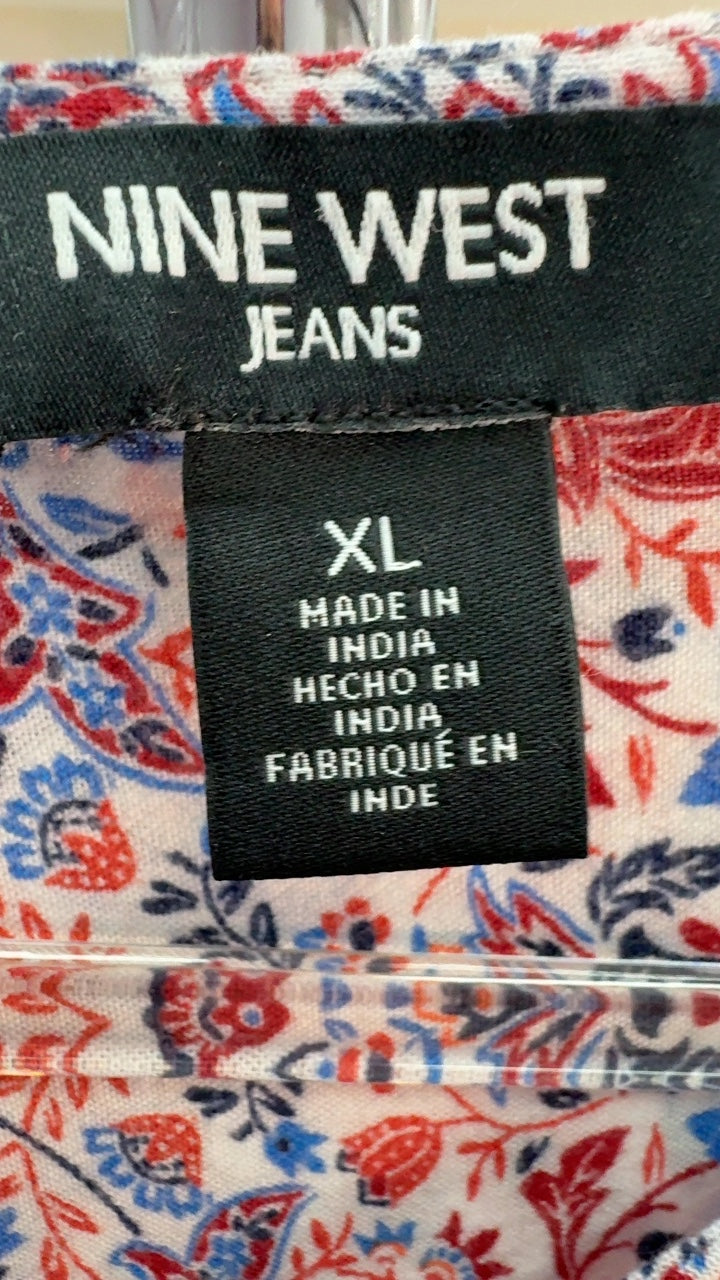 NINE WEST
JEANS
XL
MADE IN
INDIA
HECHO EN
INDIA
FABRIQUÉ EN
INDE